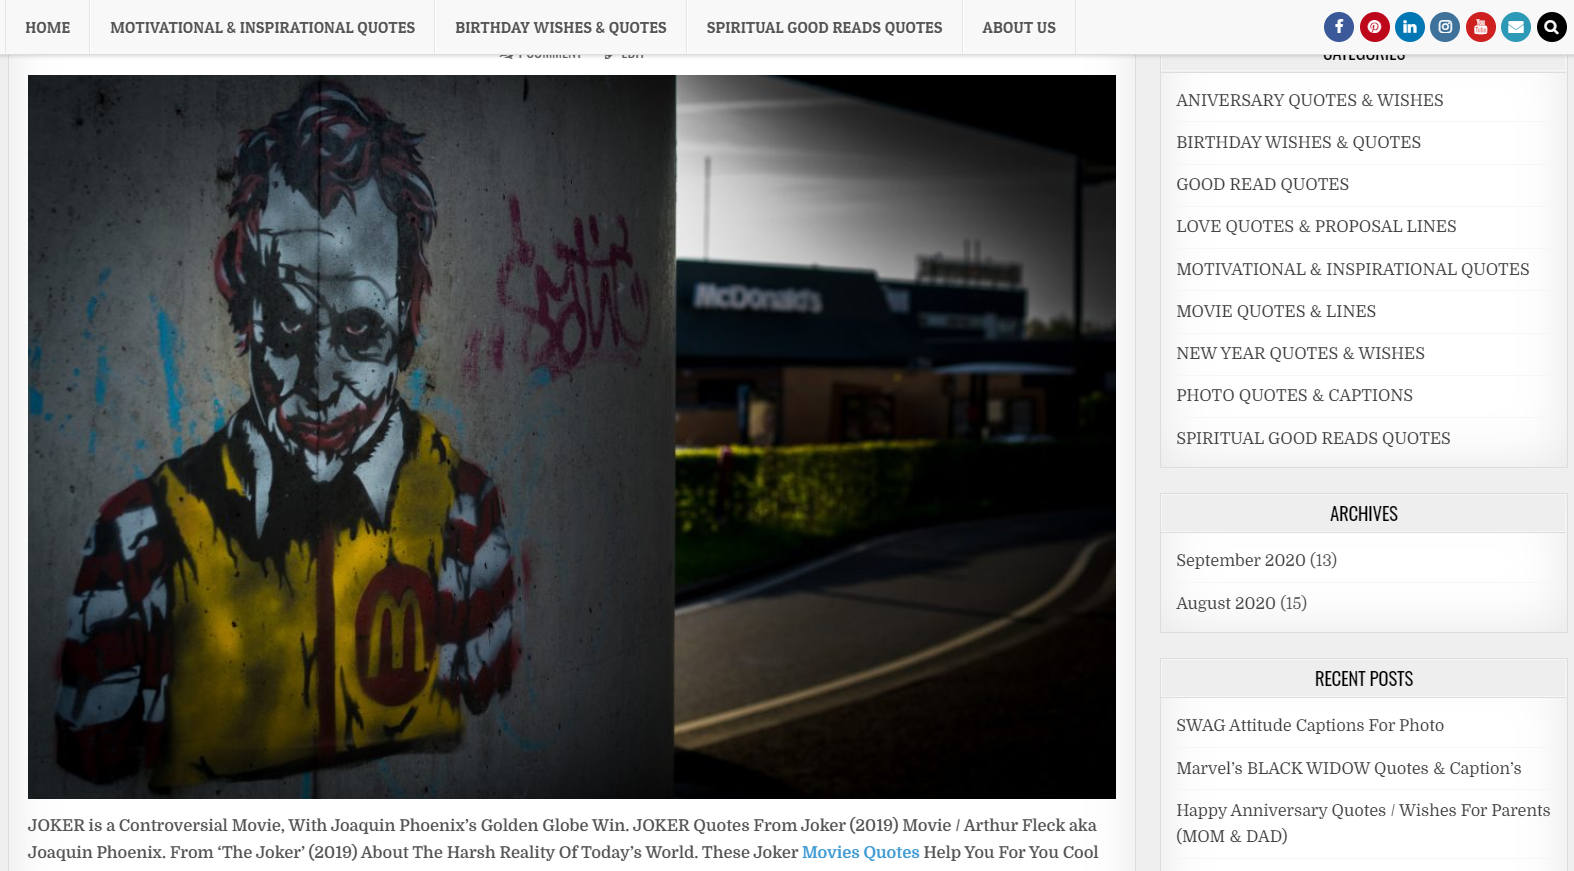 HOME
MOTIVATIONAL & INSPIRATIONAL QUOTES
BIRTHDAY WISHES & QUOTES
SPIRITUAL GOOD READS QUOTES
ABOUT US
1 COMMENT
EDIT
McDonald's
JOKER is a Controversial Movie, With Joaquin Phoenix’s Golden Globe Win. JOKER Quotes From Joker (2019) Movie / Arthur Fleck aka
Joaquin Phoenix. From ‘The Joker’ (2019) About The Harsh Reality Of Today’s World. These Joker Movies Quotes Help You For You Cool
CATEGORIES
ANIVERSARY QUOTES & WISHES
BIRTHDAY WISHES & QUOTES
GOOD READ QUOTES
LOVE QUOTES & PROPOSAL LINES
MOTIVATIONAL & INSPIRATIONAL QUOTES
MOVIE QUOTES & LINES
NEW YEAR QUOTES & WISHES
PHOTO QUOTES & CAPTIONS
SPIRITUAL GOOD READS QUOTES
ARCHIVES
September 2020 (13)
August 2020 (15)
RECENT POSTS
SWAG Attitude Captions For Photo
Marvel’s BLACK WIDOW Quotes & Caption’s
Happy Anniversary Quotes / Wishes For Parents
(MOM & DAD)